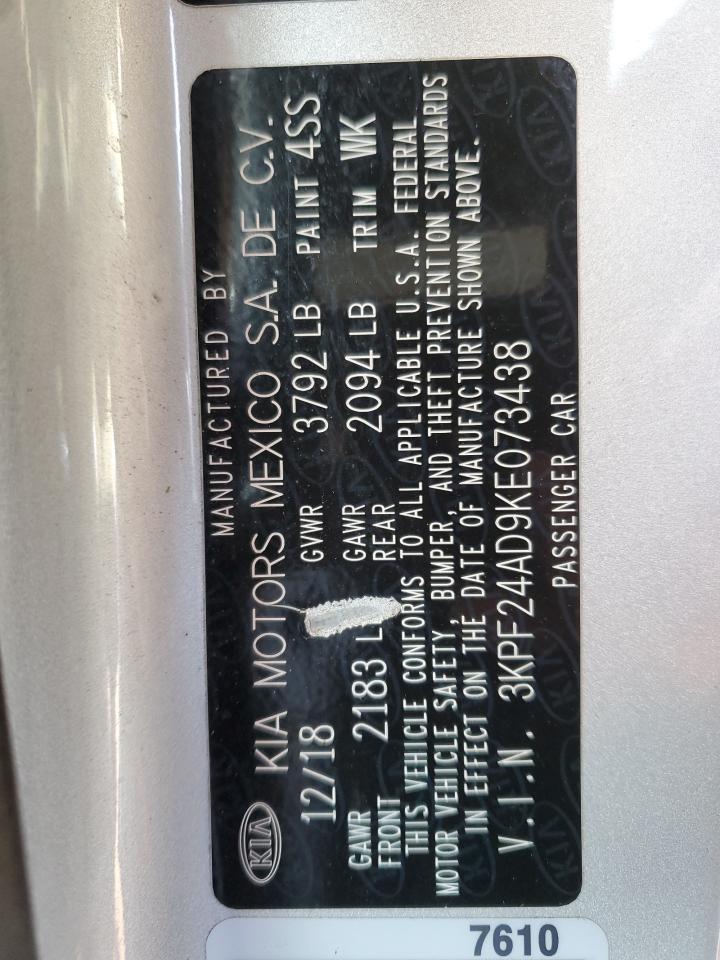 MANUFACTURED BY
KIA KIA MOTORS MEXICO S.A. DE C.V.
12/18 GVWR 3792 LB PAINT 4SS
GAWR FRONT 2183 L GAWR REAR 2094 LB TRIM WK
THIS VEHICLE CONFORMS TO ALL APPLICABLE U.S.A. FEDERAL
MOTOR VEHICLE SAFETY, BUMPER, AND THEFT PREVENTION STANDARDS
IN EFFECT ON THE DATE OF MANUFACTURE SHOWN ABOVE.
V.I.N. 3KPF24AD9KE073438
PASSENGER CAR
7610